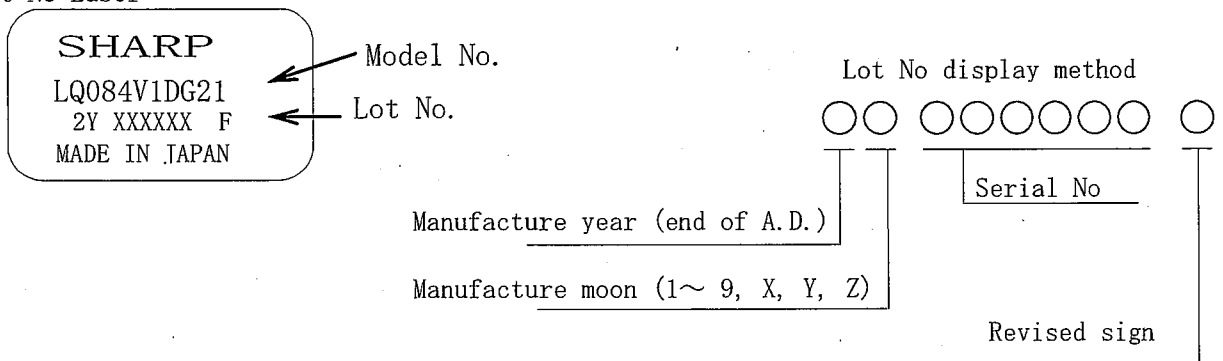 SHARP
LQ084V1DG21
2Y XXXXXX F
MADE IN JAPAN
Model No.
Lot No.
Lot No display method
Serial No
Manufacture year (end of A.D.)
Manufacture moon (1～ 9, X, Y, Z)
Revised sign